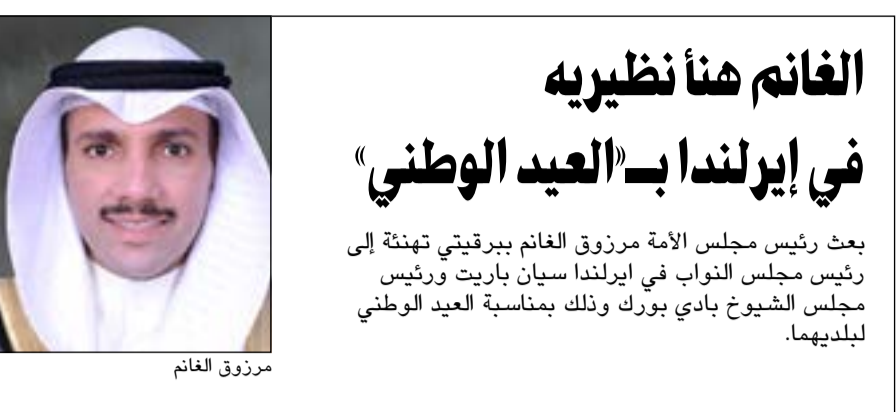 الغانم هنأ نظيريه
في إيرلندا بـ«العيد الوطني»
بعث رئيس مجلس الأمة مرزوق الغانم ببرقيتي تهنئة إلى
رئيس مجلس النواب في ايرلندا سيان باريت ورئيس
مجلس الشيوخ بادي بورك وذلك بمناسبة العيد الوطني
لبلديهما.
مرزوق الغانم